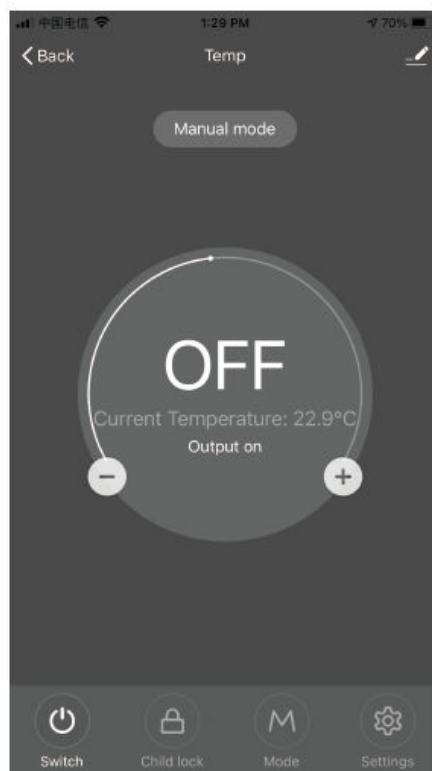 中国电信 1:29 PM 70%
Back Temp
Manual mode
OFF
Current Temperature: 22.9°C
Output on
− +
M
Switch Child lock Mode Settings